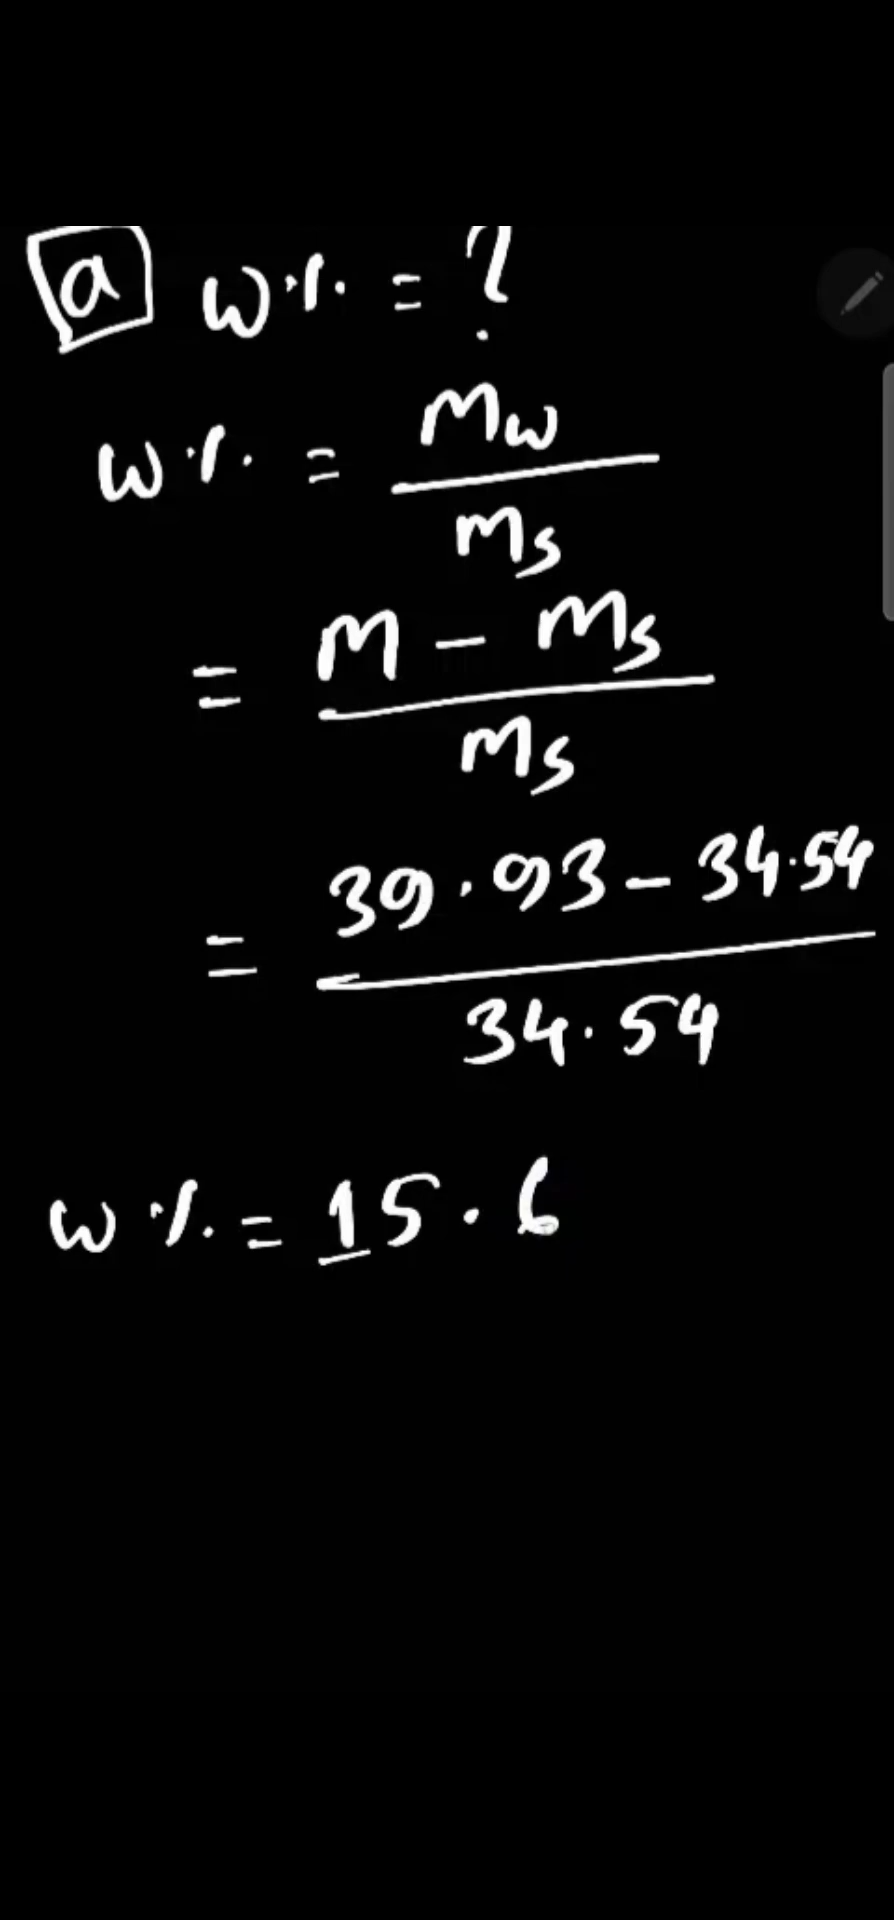 a w% = ?
w% = Mw / Ms
= M - Ms / Ms
= 39.93 - 34.54 / 34.54
w% = 15.6